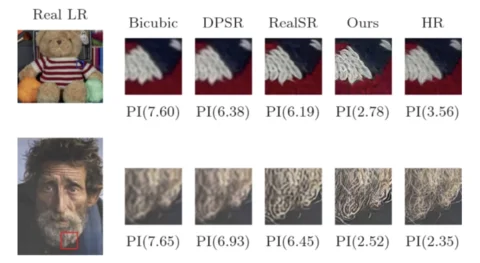 Real LR
Bicubic DPSR RealSR Ours HR
PI(7.60) PI(6.38) PI(6.19) PI(2.78) PI(3.56)
PI(7.65) PI(6.93) PI(6.45) PI(2.52) PI(2.35)